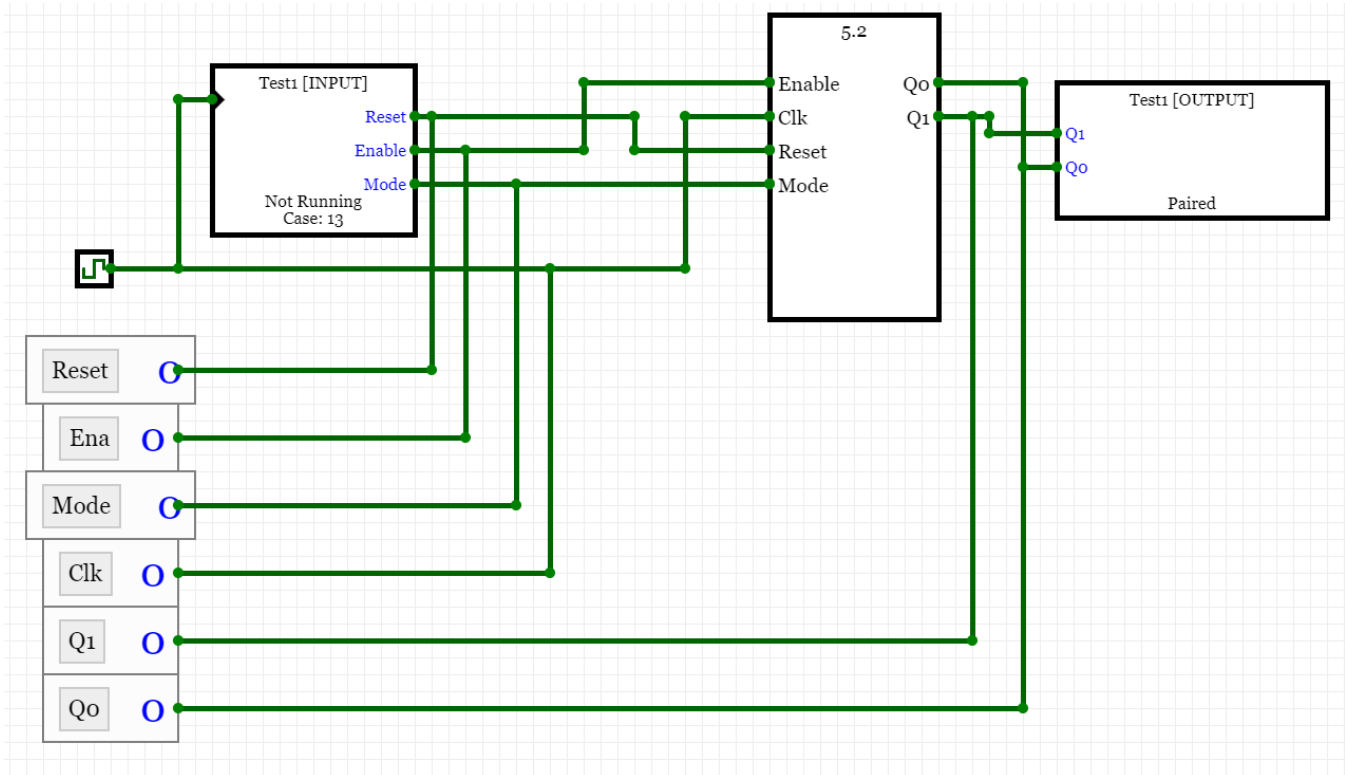 Test1 [INPUT]
Reset
Enable
Mode
Not Running
Case: 13
5.2
Enable
Clk
Reset
Mode
Q0
Q1
Test1 [OUTPUT]
Q1
Q0
Paired
Reset O
Ena O
Mode O
Clk O
Q1 O
Q0 O